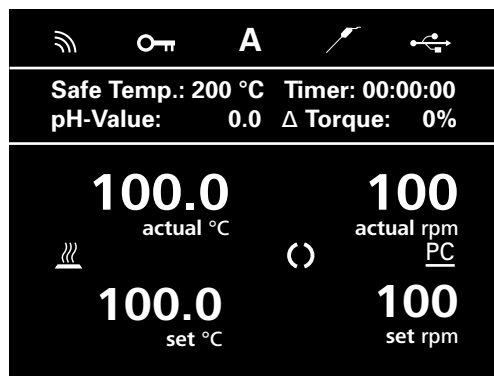 A
Safe Temp.: 200 °C Timer: 00:00:00
pH-Value: 0.0 Δ Torque: 0%
100.0 100
actual °C actual rpm
PC
100.0 100
set °C set rpm